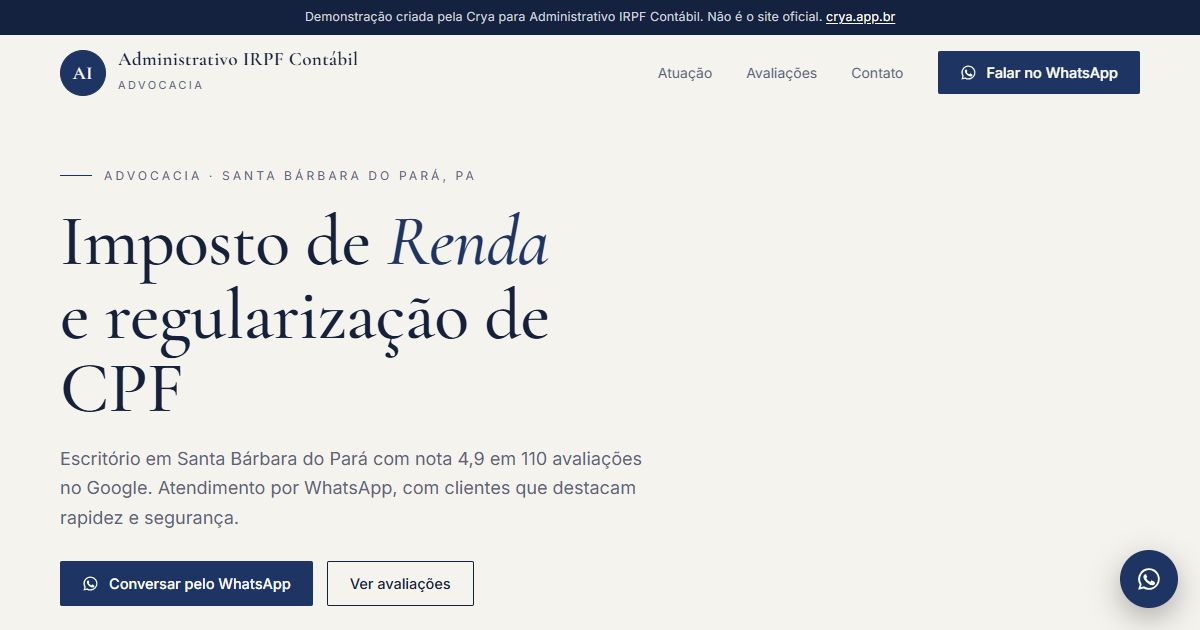 Demonstração criada pela Crya para Administrativo IRPF Contábil. Não é o site oficial. crya.app.br
AI
Administrativo IRPF Contábil
ADVOCACIA
Atuação
Avaliações
Contato
Falar no WhatsApp
ADVOCACIA · SANTA BÁRBARA DO PARÁ, PA
Imposto de Renda
e regularização de
CPF
Escritório em Santa Bárbara do Pará com nota 4,9 em 110 avaliações
no Google. Atendimento por WhatsApp, com clientes que destacam
rapidez e segurança.
Conversar pelo WhatsApp
Ver avaliações